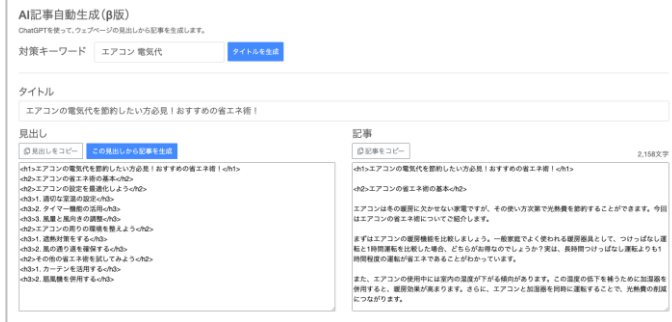 AI記事自動生成(β版)
ChatGPTを使って、ウェブページの見出しから記事を生成します。
対策キーワード エアコン 電気代 タイトルを生成
タイトル
エアコンの電気代を節約したい方必見！おすすめの省エネ術！
見出し
見出しをコピー この見出しから記事を生成
<h1>エアコンの電気代を節約したい方必見！おすすめの省エネ術！</h1>
<h2>エアコンの省エネ術の基本</h2>
<h2>エアコンの設定を最適化しよう</h2>
<h3>1. 適切な室温の設定</h3>
<h3>2. タイマー機能の活用</h3>
<h3>3. 風量と風向きの調整</h3>
<h2>エアコンの周りの環境を整えよう</h2>
<h3>1. 遮熱対策をする</h3>
<h3>2. 風の通り道を確保する</h3>
<h2>その他の省エネ術を試してみよう</h2>
<h3>1. カーテンを活用する</h3>
<h3>2. 扇風機を併用する</h3>
記事
記事をコピー 2,158文字
<h1>エアコンの電気代を節約したい方必見！おすすめの省エネ術！</h1>
<h2>エアコンの省エネ術の基本</h2>
エアコンは冬の暖房に欠かせない家電ですが、その使い方次第で光熱費を節約することができます。今回
はエアコンの省エネ術についてご紹介します。
まずはエアコンの暖房機能を比較しましょう。一般家庭でよく使われる暖房器具として、つけっぱなし運
転と1時間運転を比較した場合、どちらがお得なのでしょうか？実は、長時間つけっぱなし運転よりも1
時間程度の運転が省エネであることがわかっています。
また、エアコンの使用中には室内の湿度が下がる傾向があります。この湿度の低下を補うために加湿器を
併用すると、暖房効果が高まります。さらに、エアコンと加湿器を同時に運転することで、光熱費の削減
につながります。